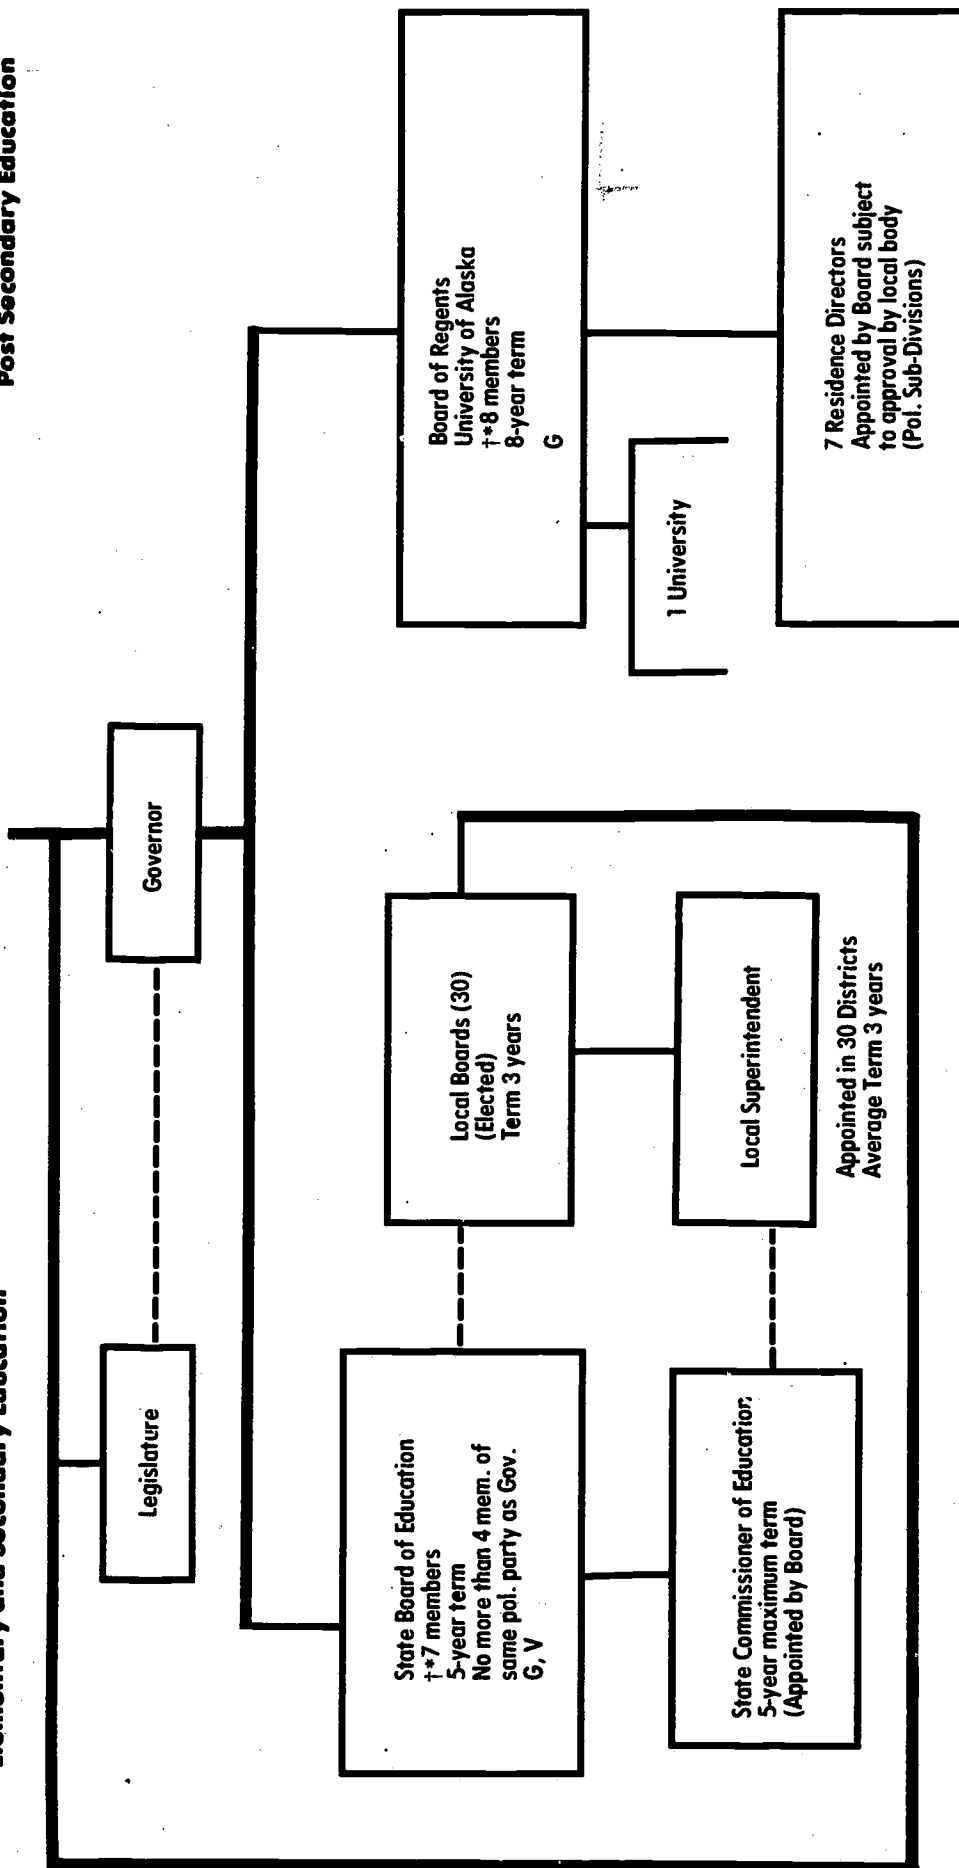 Elementary and Secondary Education
Post Secondary Education
Legislature
Governor
State Board of Education
†*7 members
5-year term
No more than 4 mem. of
same pol. party as Gov.
G, V
Local Boards (30)
(Elected)
Term 3 years
Board of Regents
University of Alaska
†*8 members
8-year term
G
1 University
State Commissioner of Education
5-year maximum term
(Appointed by Board)
Local Superintendent
Appointed in 30 Districts
Average Term 3 years
7 Residence Directors
Appointed by Board subject
to approval by local body
(Pol. Sub-Divisions)